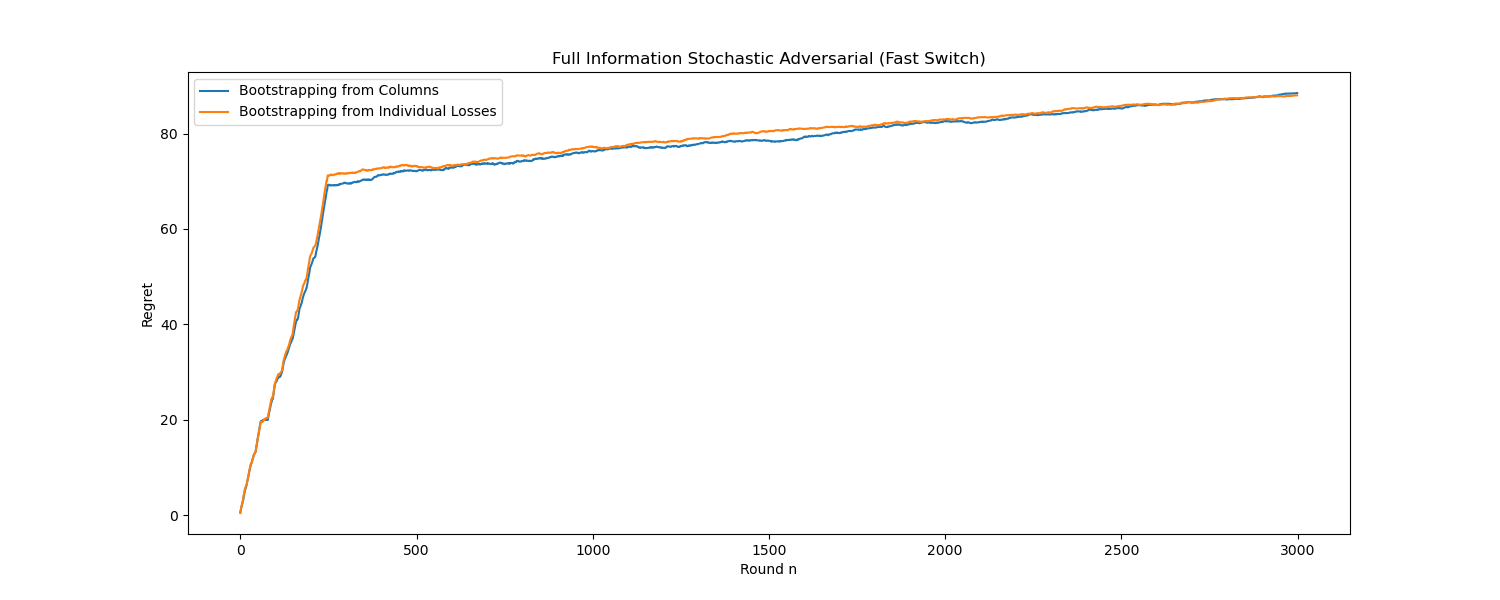 Full Information Stochastic Adversarial (Fast Switch)
Bootstrapping from Columns
Bootstrapping from Individual Losses
Regret
80
60
40
20
0
0 500 1000 1500 2000 2500 3000
Round n